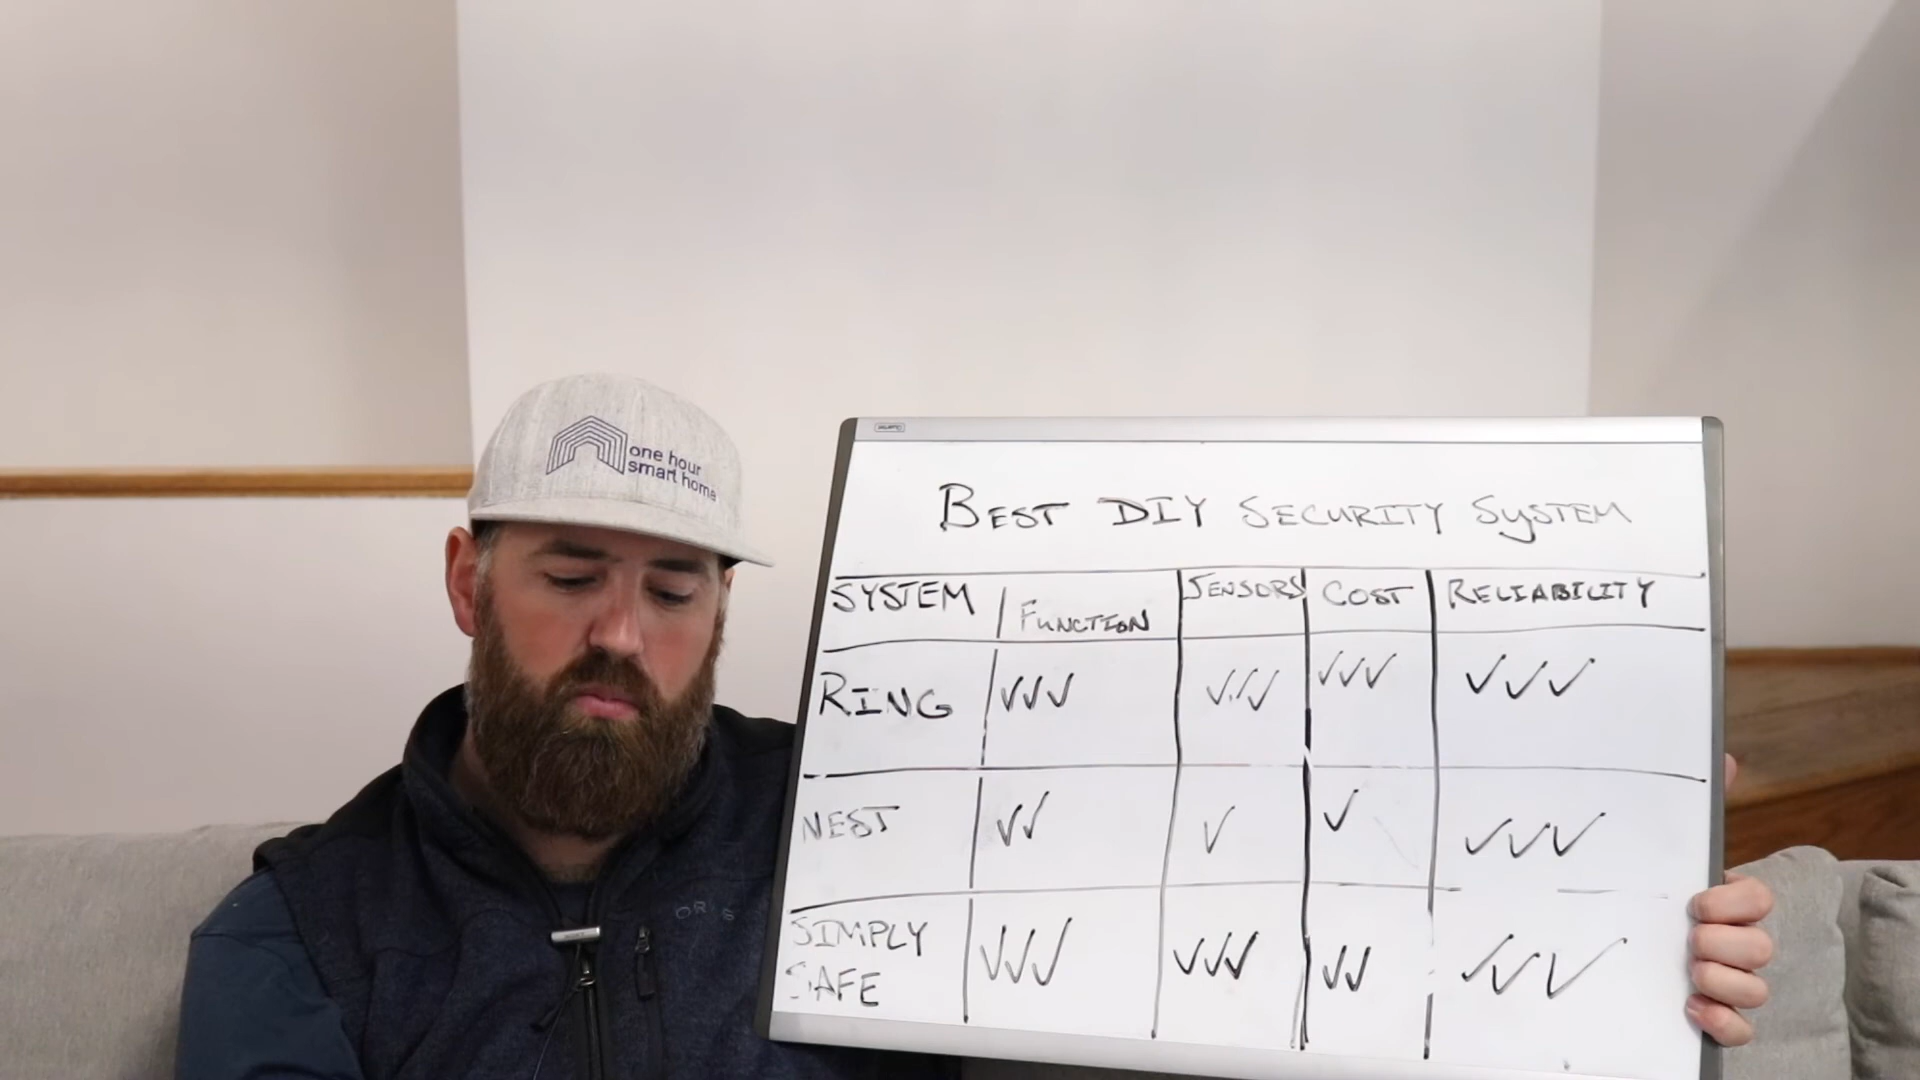 one hour
smart home
BEST DIY SECURITY SYSTEM
SYSTEM FUNCTION SENSORS COST RELIABILITY
RING ✓✓✓ ✓✓✓ ✓✓✓ ✓✓✓
NEST ✓✓ ✓ ✓ ✓✓✓
SIMPLY
SAFE ✓✓✓ ✓✓✓ ✓✓ ✓✓✓